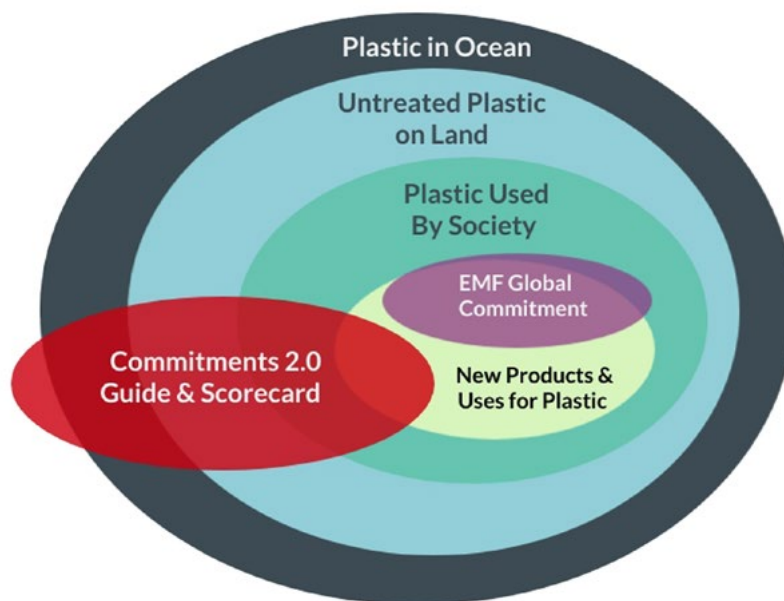 Plastic in Ocean
Untreated Plastic
on Land
Plastic Used
By Society
EMF Global
Commitment
Commitments 2.0
Guide & Scorecard
New Products &
Uses for Plastic